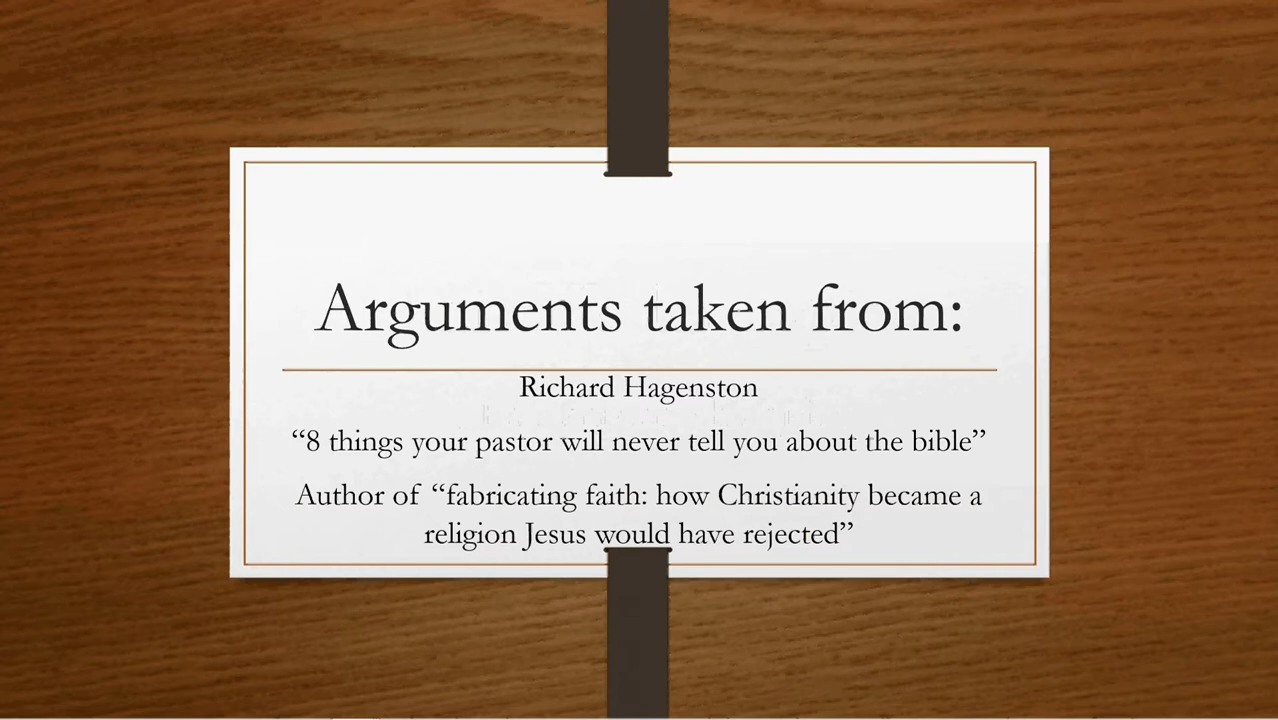 Arguments taken from:
Richard Hagenston
“8 things your pastor will never tell you about the bible”
Author of “fabricating faith: how Christianity became a
religion Jesus would have rejected”